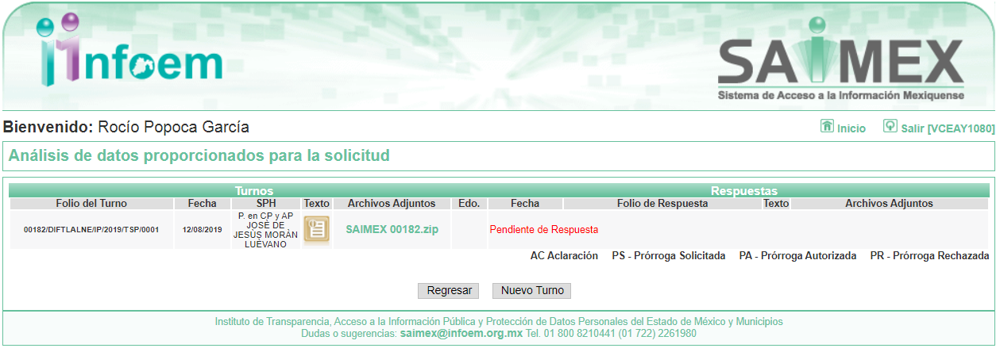 infoem
SAIMEX
Sistema de Acceso a la Información Mexiquense
Bienvenido: Rocío Popoca García
Inicio Salir [VCEAY1080]
Análisis de datos proporcionados para la solicitud
Turnos Respuestas
Folio del Turno Fecha SPH Texto Archivos Adjuntos Edo. Fecha Folio de Respuesta Texto Archivos Adjuntos
P. en CP y AP
JOSÉ DE
00182/DIFTLALNE/IP/2019/TSP/0001 12/08/2019 JESÚS MORÁN SAIMEX 00182.zip Pendiente de Respuesta
LUÉVANO
AC Aclaración PS - Prórroga Solicitada PA - Prórroga Autorizada PR - Prórroga Rechazada
Regresar Nuevo Turno
Instituto de Transparencia, Acceso a la Información Pública y Protección de Datos Personales del Estado de México y Municipios
Dudas o sugerencias: saimex@infoem.org.mx Tel. 01 800 8210441 (01 722) 2261980